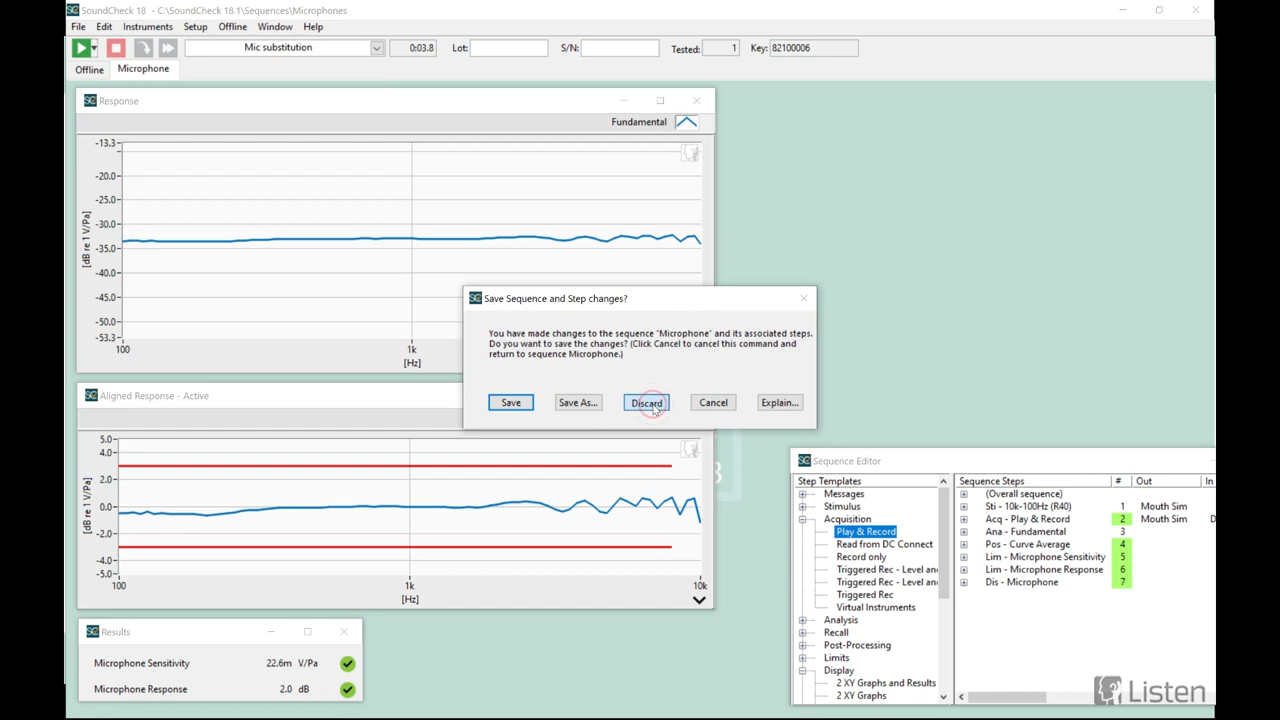 SoundCheck 18 - C:\SoundCheck 18.1\Sequences\Microphones
File Edit Instruments Setup Offline Window Help
Mic substitution 0:03.8 Lot: S/N: Tested: 1 Key: 82100006
Offline Microphone
Response
Fundamental
-13.3
-20.0
-25.0
-30.0
-35.0
-40.0
-45.0
-50.0
-53.3
[dB re 1 V/Pa]
100 1k
[Hz]
Save Sequence and Step changes?
You have made changes to the sequence "Microphone" and its associated steps.
Do you want to save the changes? (Click Cancel to cancel this command and
return to sequence Microphone.)
Save Save As... Discard Cancel Explain...
Aligned Response - Active
5.0
4.0
2.0
0.0
-2.0
-4.0
-5.0
[dB re 1 V/Pa]
100 1k 10k
[Hz]
Results
Microphone Sensitivity 22.6m V/Pa
Microphone Response 2.0 dB
Sequence Editor
Step Templates
Messages
Stimulus
Acquisition
Play & Record
Read from DC Connect
Record only
Triggered Rec - Level an
Triggered Rec - Level an
Triggered Rec
Virtual Instruments
Analysis
Recall
Post-Processing
Limits
Display
2 XY Graphs and Results
2 XY Graphs
Sequence Steps # Out In
(Overall sequence)
Sti - 10k-100Hz (R40) 1 Mouth Sim
Acq - Play & Record 2 Mouth Sim D
Ana - Fundamental 3
Pos - Curve Average 4
Lim - Microphone Sensitivity 5
Lim - Microphone Response 6
Dis - Microphone 7
Listen